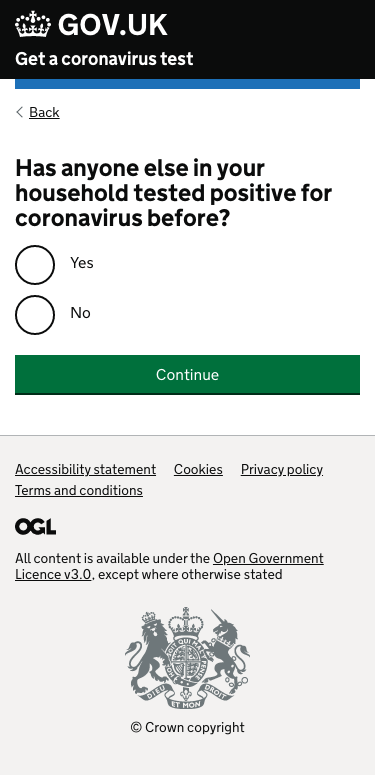 GOV.UK
Get a coronavirus test
Back
Has anyone else in your
household tested positive for
coronavirus before?
Yes
No
Continue
Accessibility statement Cookies Privacy policy
Terms and conditions
OGL
All content is available under the Open Government
Licence v3.0, except where otherwise stated
DIEU ET MON DROIT
© Crown copyright